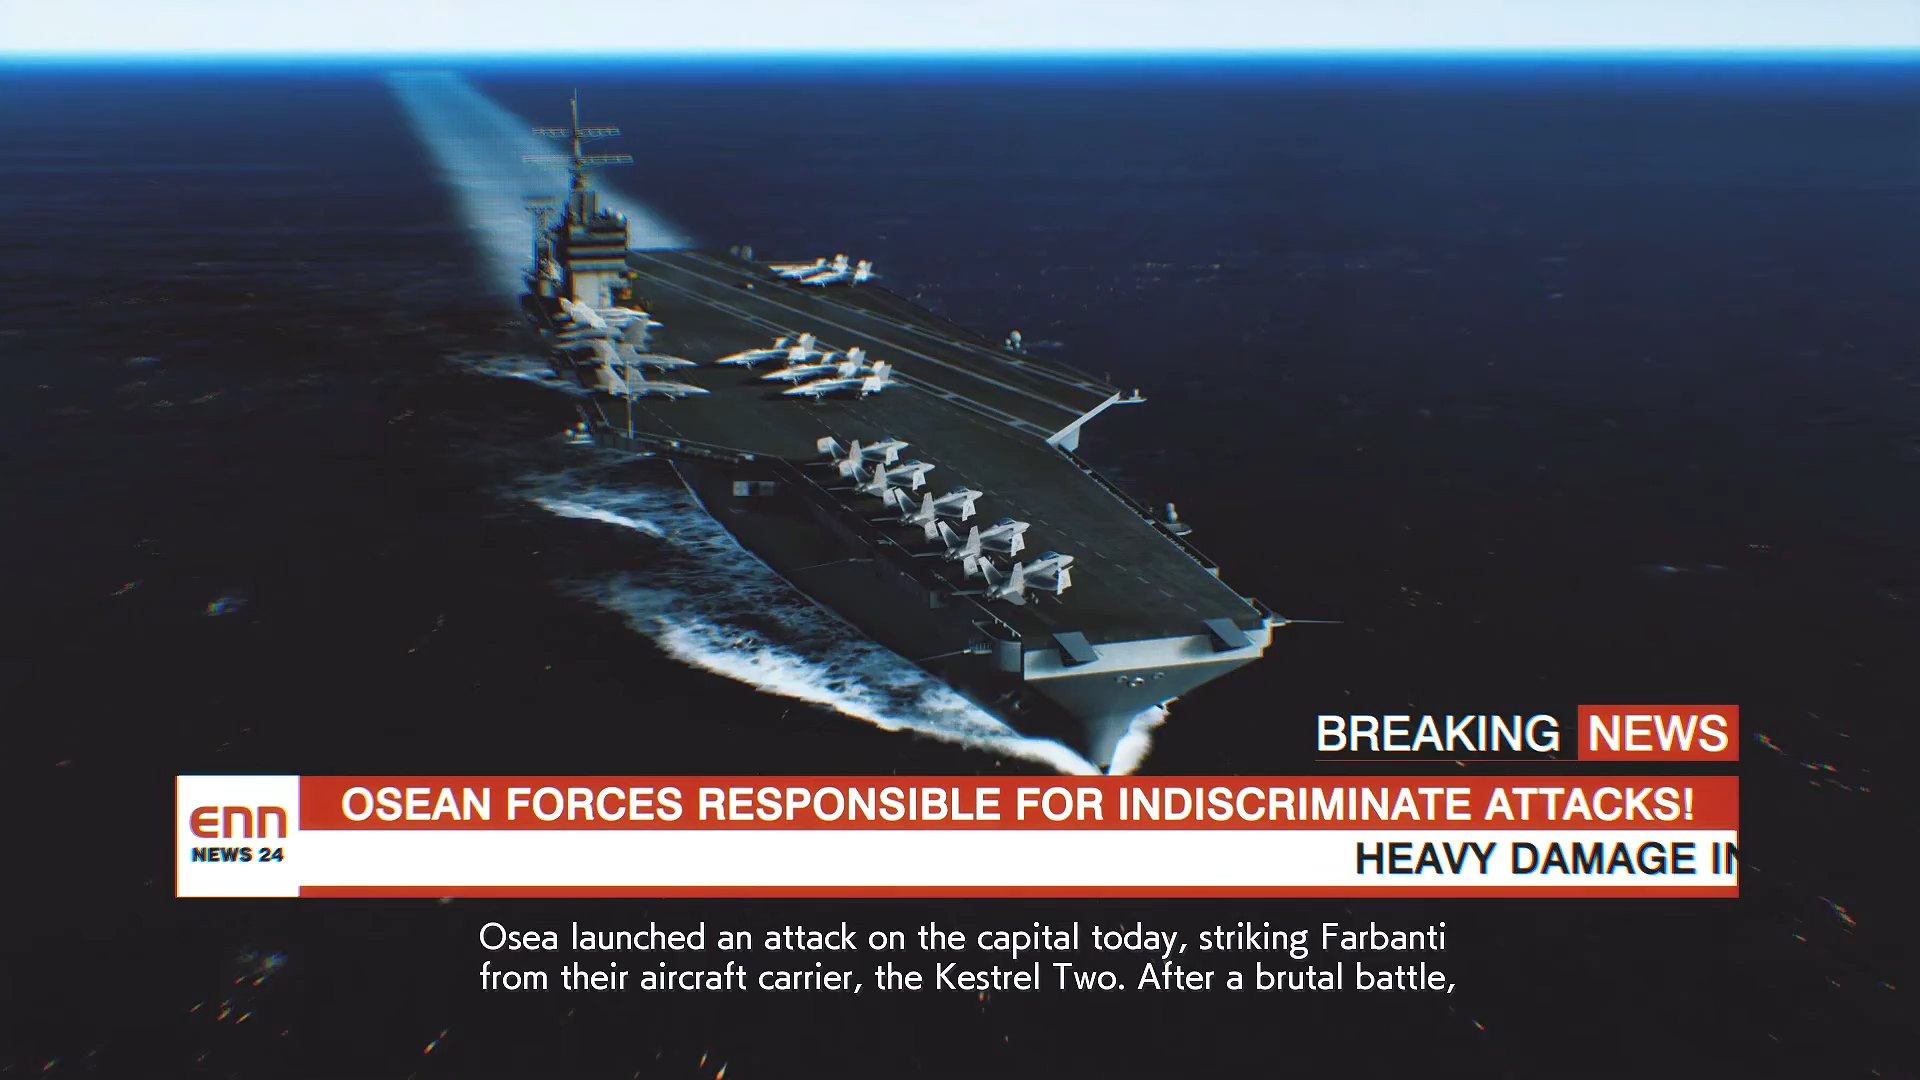 BREAKING NEWS
OSEAN FORCES RESPONSIBLE FOR INDISCRIMINATE ATTACKS!
enn
NEWS 24
HEAVY DAMAGE IN
Osea launched an attack on the capital today, striking Farbanti
from their aircraft carrier, the Kestrel Two. After a brutal battle,